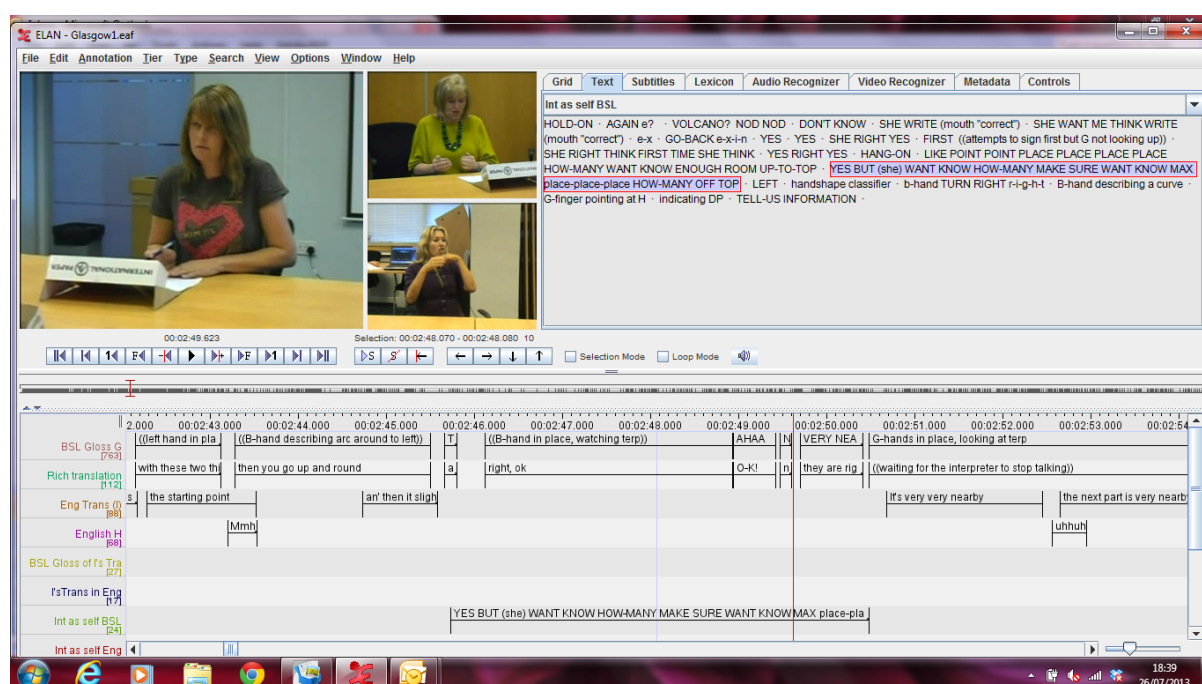 ELAN - Glasgow1.eaf
File Edit Annotation Tier Type Search View Options Window Help
INTERNATIONAL PAPER
Grid Text Subtitles Lexicon Audio Recognizer Video Recognizer Metadata Controls
Int as self BSL
HOLD-ON · AGAIN e? · VOLCANO? NOD NOD · DON'T KNOW · SHE WRITE (mouth "correct") · SHE WANT ME THINK WRITE
(mouth "correct") · e-x · GO-BACK e-x-i-n · YES · YES · SHE RIGHT YES · FIRST ((attempts to sign first but G not looking up)) ·
SHE RIGHT THINK FIRST TIME SHE THINK · YES RIGHT YES · HANG-ON · LIKE POINT POINT PLACE PLACE PLACE PLACE
HOW-MANY WANT KNOW ENOUGH ROOM UP-TO-TOP · YES BUT (she) WANT KNOW HOW-MANY MAKE SURE WANT KNOW MAX
place-place-place HOW-MANY OFF TOP · LEFT · handshape classifier · b-hand TURN RIGHT r-i-g-h-t · B-hand describing a curve ·
G-finger pointing at H · indicating DP · TELL-US INFORMATION ·
00:02:49.623
Selection: 00:02:48.070 - 00:02:48.080 10
Selection Mode Loop Mode
2.000 00:02:43.000 00:02:44.000 00:02:45.000 00:02:46.000 00:02:47.000 00:02:48.000 00:02:49.000 00:02:50.000 00:02:51.000 00:02:52.000 00:02:53.000 00:02:54
BSL Gloss G [763] ((left hand in pla ((B-hand describing arc around to left)) T ((B-hand in place, watching terp)) AHAA N VERY NEA G-hands in place, looking at terp
Rich translation [112] with these two thi then you go up and round a right, ok O-K! n they are rig ((waiting for the interpreter to stop talking))
Eng Trans (I) [88] s the starting point an' then it sligh It's very very nearby the next part is very nearb
English H [68] Mmh uhhuh
BSL Gloss of I's Tra [27]
I'sTrans in Eng [17]
Int as self BSL [24] YES BUT (she) WANT KNOW HOW-MANY MAKE SURE WANT KNOW MAX place-pla
Int as self Eng
18:39
26/07/2013